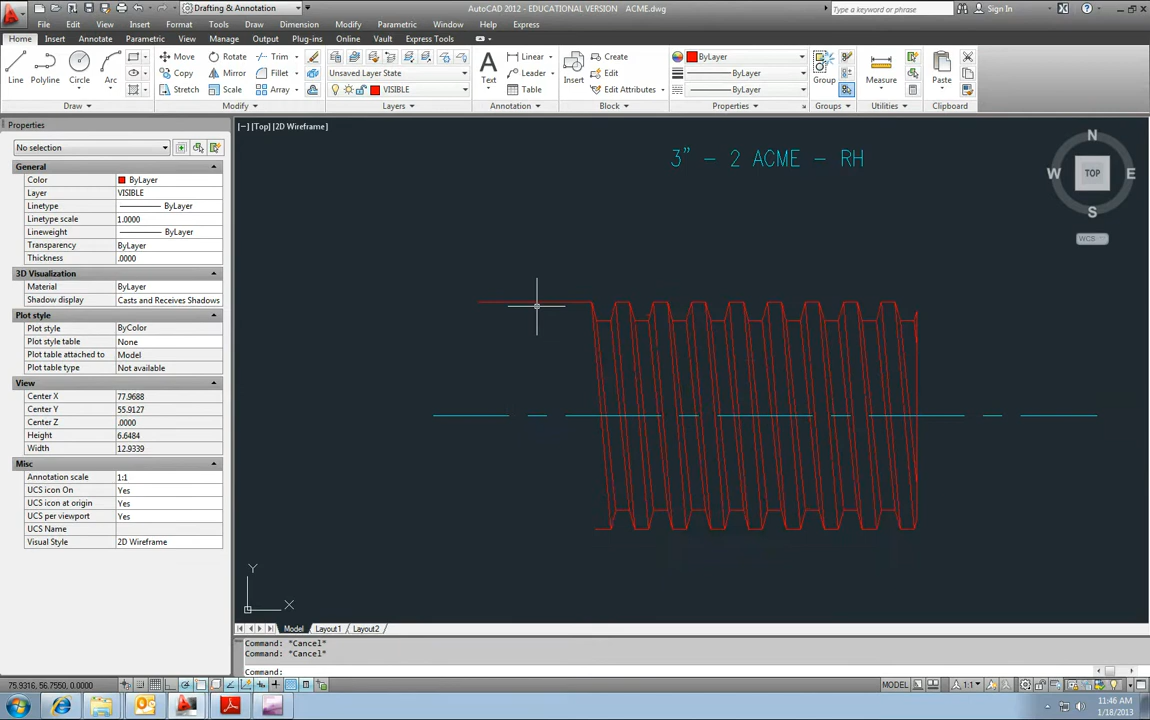 Drafting & Annotation
AutoCAD 2012 - EDUCATIONAL VERSION    ACME.dwg
Type a keyword or phrase
Sign In
File Edit View Insert Format Tools Draw Dimension Modify Parametric Window Help Express
Home Insert Annotate Parametric View Manage Output Plug-ins Online Vault Express Tools
Line Polyline Circle Arc
Move Rotate Trim
Copy Mirror Fillet
Stretch Scale Array
Unsaved Layer State
VISIBLE
Text
Linear
Leader
Table
Insert
Create
Edit
Edit Attributes
ByLayer
ByLayer
ByLayer
Group
Measure
Paste
Draw Modify Layers Annotation Block Properties Groups Utilities Clipboard
Properties
No selection
General
Color ByLayer
Layer VISIBLE
Linetype ByLayer
Linetype scale 1.0000
Lineweight ByLayer
Transparency ByLayer
Thickness .0000
3D Visualization
Material ByLayer
Shadow display Casts and Receives Shadows
Plot style
Plot style ByColor
Plot style table None
Plot table attached to Model
Plot table type Not available
View
Center X 77.9688
Center Y 55.9127
Center Z .0000
Height 6.6484
Width 12.9339
Misc
Annotation scale 1:1
UCS icon On Yes
UCS icon at origin Yes
UCS per viewport Yes
UCS Name
Visual Style 2D Wireframe
[−] [Top] [2D Wireframe]
3" - 2 ACME - RH
N
W TOP E
S
WCS
Y
X
Model Layout1 Layout2
Command: *Cancel*
Command: *Cancel*
Command:
75.9316, 56.7550, 0.0000
MODEL
1:1
11:46 AM
1/18/2013